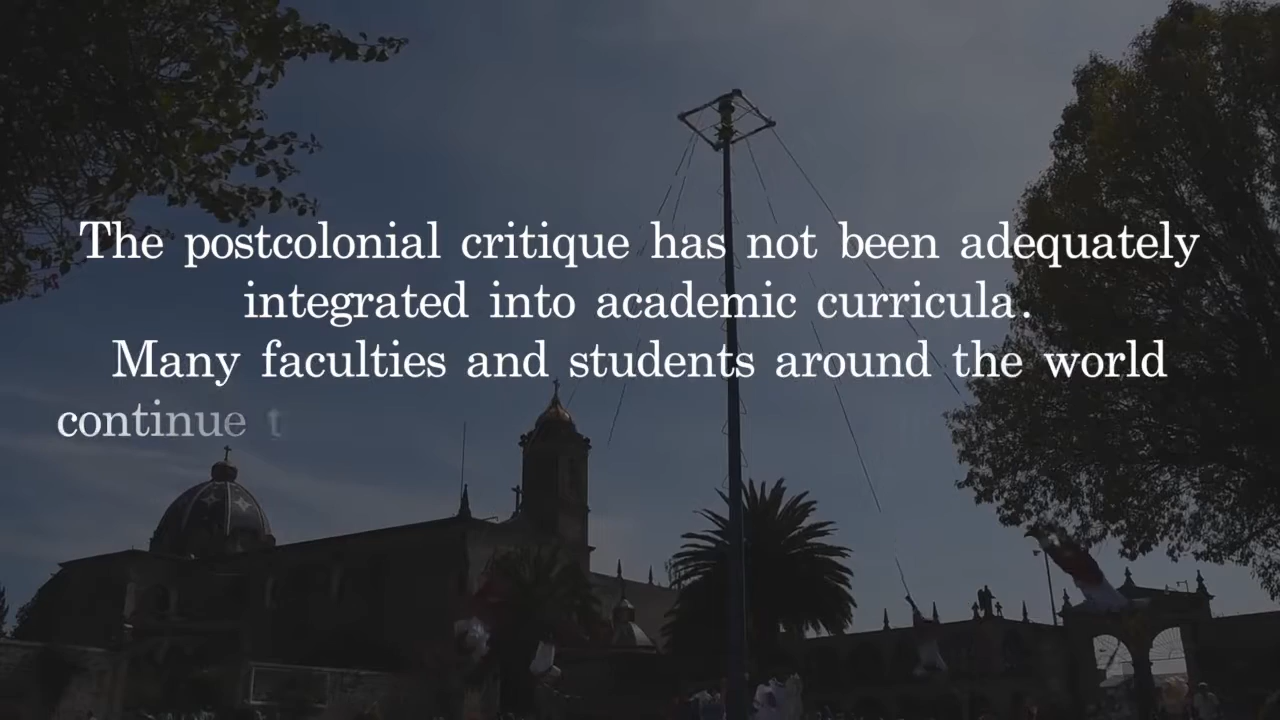 The postcolonial critique has not been adequately
integrated into academic curricula.
Many faculties and students around the world
continue t